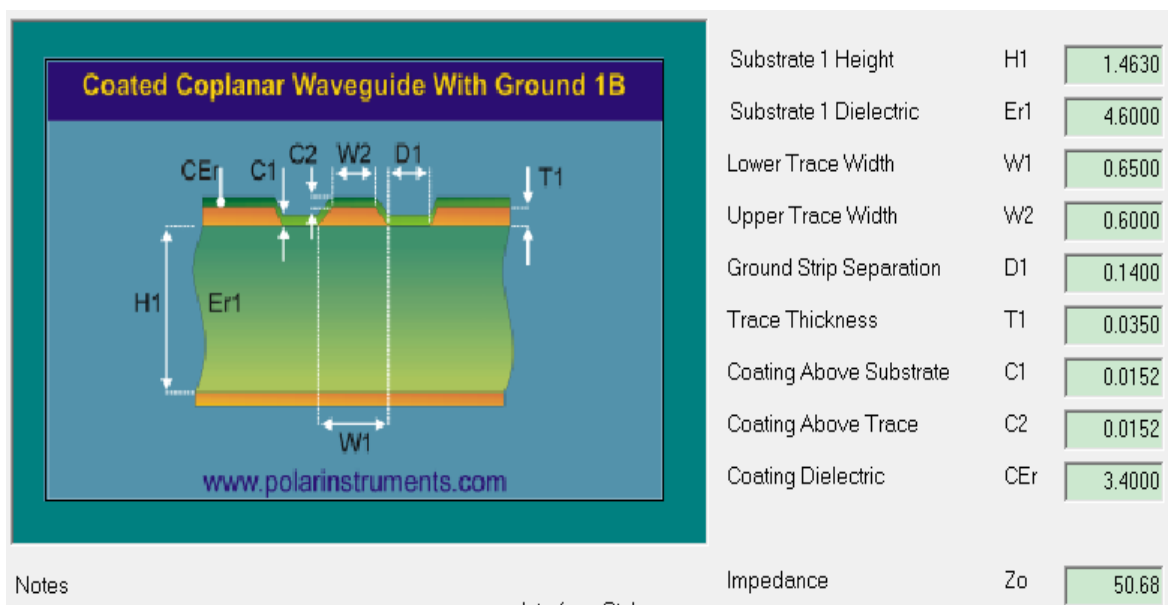 Coated Coplanar Waveguide With Ground 1B
CEr C1 C2 W2 D1 T1
H1 Er1
W1
www.polarinstruments.com
Substrate 1 Height H1 1.4630
Substrate 1 Dielectric Er1 4.6000
Lower Trace Width W1 0.6500
Upper Trace Width W2 0.6000
Ground Strip Separation D1 0.1400
Trace Thickness T1 0.0350
Coating Above Substrate C1 0.0152
Coating Above Trace C2 0.0152
Coating Dielectric CEr 3.4000
Notes
Impedance Zo 50.68